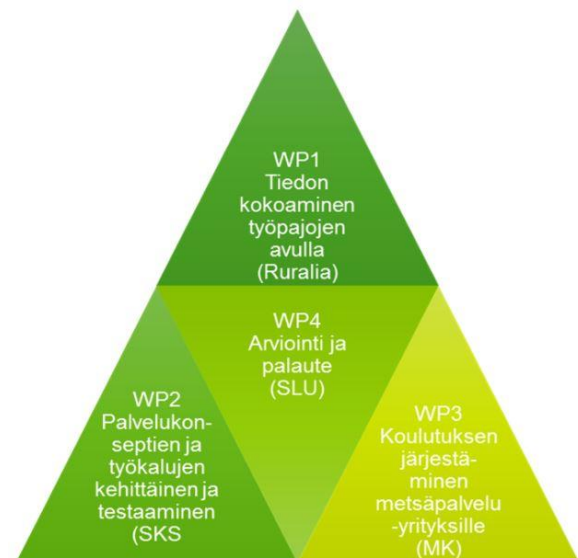 WP1
Tiedon
kokoaminen
työpajojen
avulla
(Ruralia)
WP4
Arviointi ja
palaute
(SLU)
WP2
Palvelukon-
septien ja
työkalujen
kehittäinen ja
testaaminen
(SKS
WP3
Koulutuksen
järjestä-
minen
metsäpalvelu
-yrityksille
(MK)